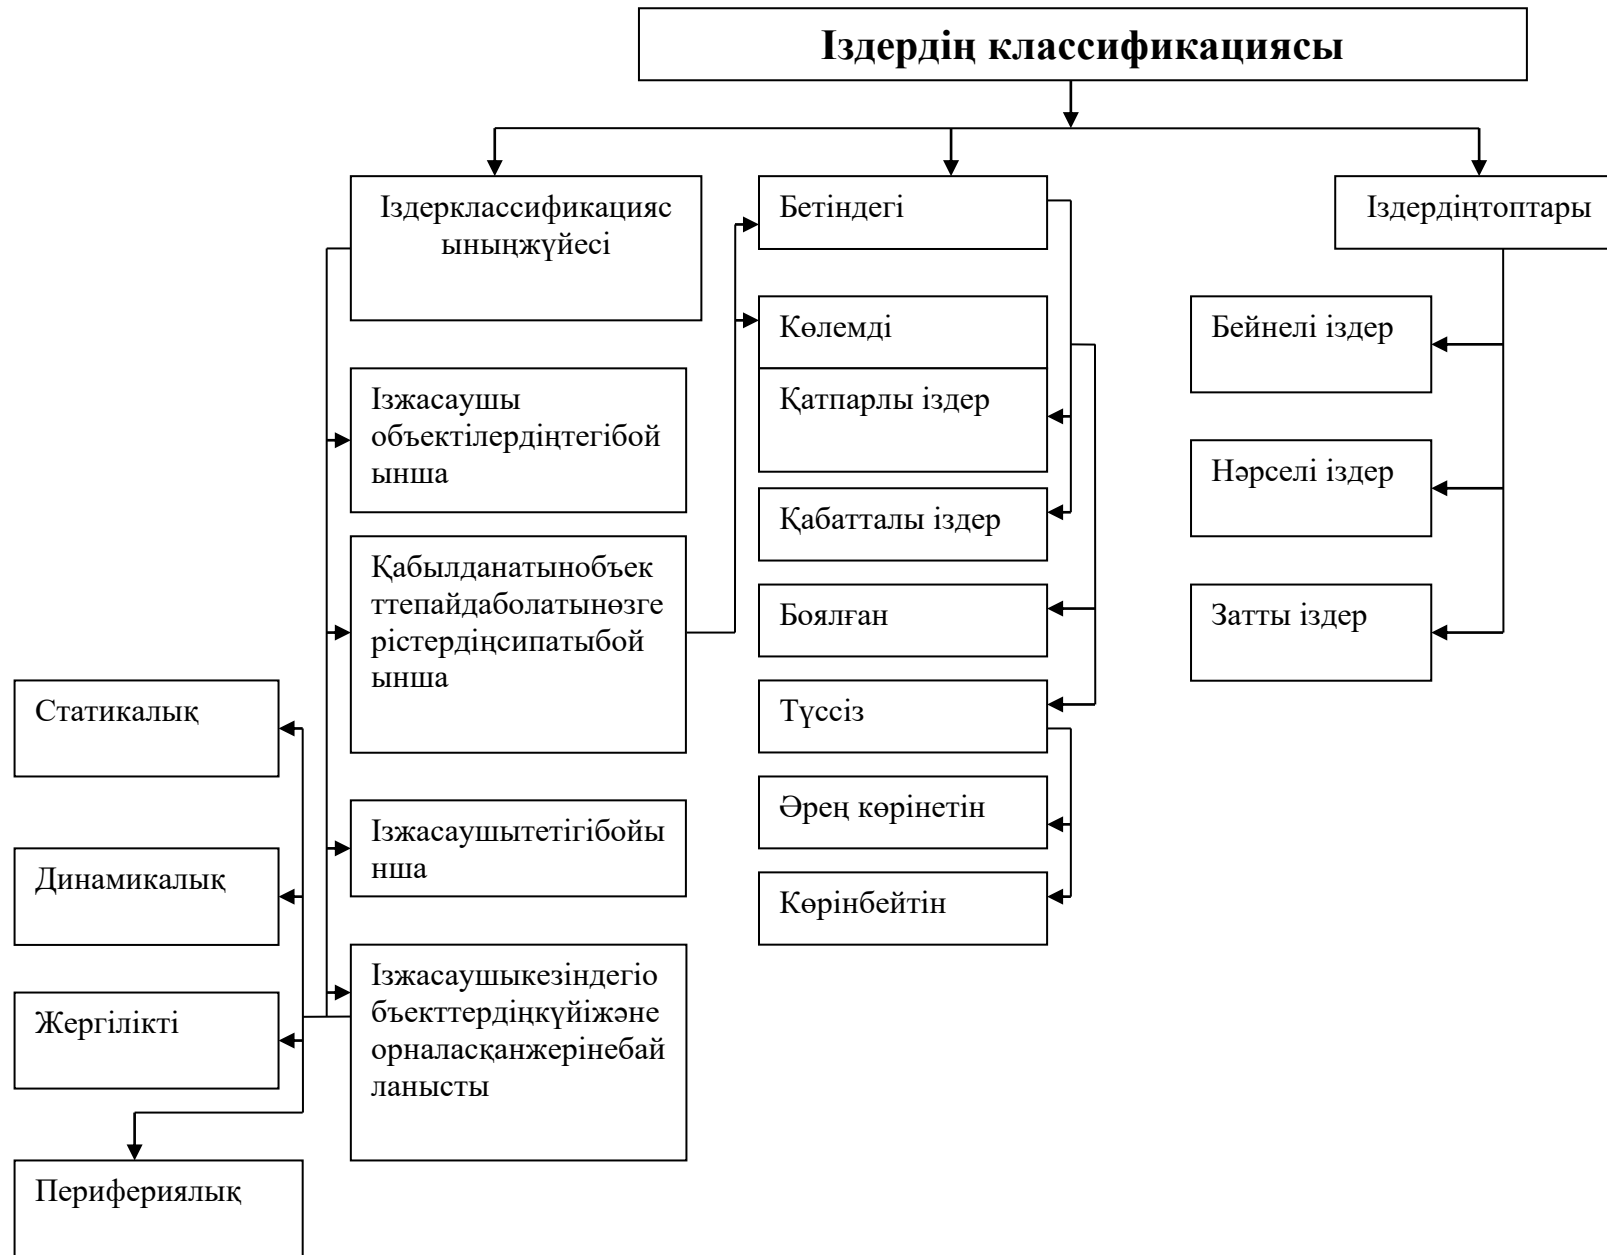 Іздердің классификациясы
Іздерклассификацияс
ыныңжүйесі
Ізжасаушы
объектілердіңтегібой
ынша
Қабылданатынобъек
ттепайдаболатынөзге
рістердіңсипатыбой
ынша
Ізжасаушытетігібойы
нша
Ізжасаушыкезіндегіо
бъекттердіңкүйіжәне
орналасқанжерінебай
ланысты
Статикалық
Динамикалық
Жергілікті
Перифериялық
Бетіндегі
Көлемді
Қатпарлы іздер
Қабатталы іздер
Боялған
Түссіз
Әрең көрінетін
Көрінбейтін
Іздердіңтоптары
Бейнелі іздер
Нәрселі іздер
Затты іздер